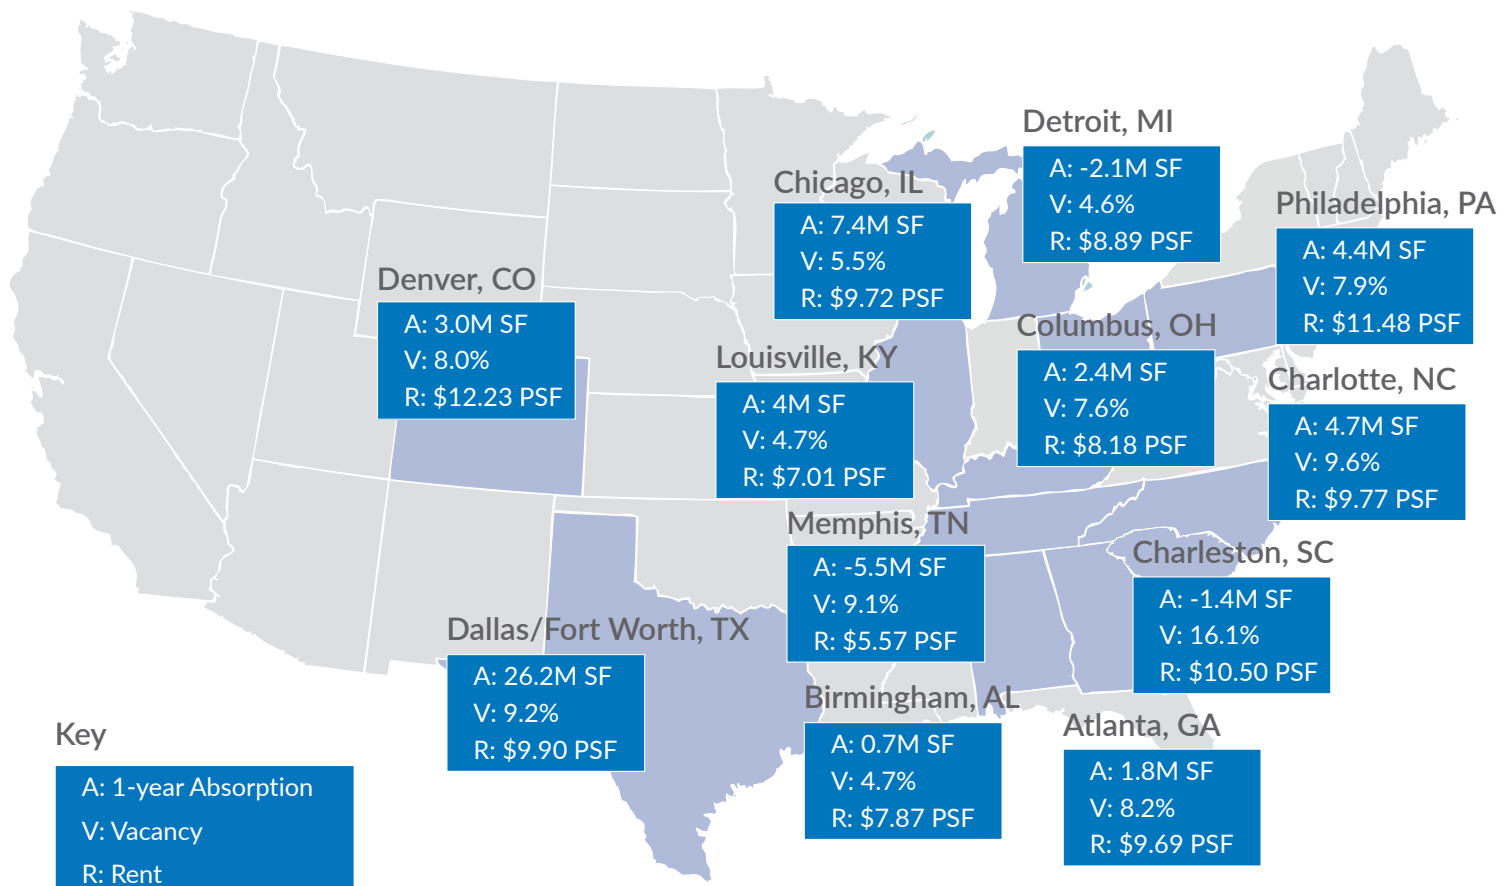 Detroit, MI
A: -2.1M SF
V: 4.6%
R: $8.89 PSF
Chicago, IL
A: 7.4M SF
V: 5.5%
R: $9.72 PSF
Philadelphia, PA
A: 4.4M SF
V: 7.9%
R: $11.48 PSF
Denver, CO
A: 3.0M SF
V: 8.0%
R: $12.23 PSF
Columbus, OH
A: 2.4M SF
V: 7.6%
R: $8.18 PSF
Louisville, KY
A: 4M SF
V: 4.7%
R: $7.01 PSF
Charlotte, NC
A: 4.7M SF
V: 9.6%
R: $9.77 PSF
Memphis, TN
A: -5.5M SF
V: 9.1%
R: $5.57 PSF
Charleston, SC
A: -1.4M SF
V: 16.1%
R: $10.50 PSF
Dallas/Fort Worth, TX
A: 26.2M SF
V: 9.2%
R: $9.90 PSF
Birmingham, AL
A: 0.7M SF
V: 4.7%
R: $7.87 PSF
Atlanta, GA
A: 1.8M SF
V: 8.2%
R: $9.69 PSF
Key
A: 1-year Absorption
V: Vacancy
R: Rent